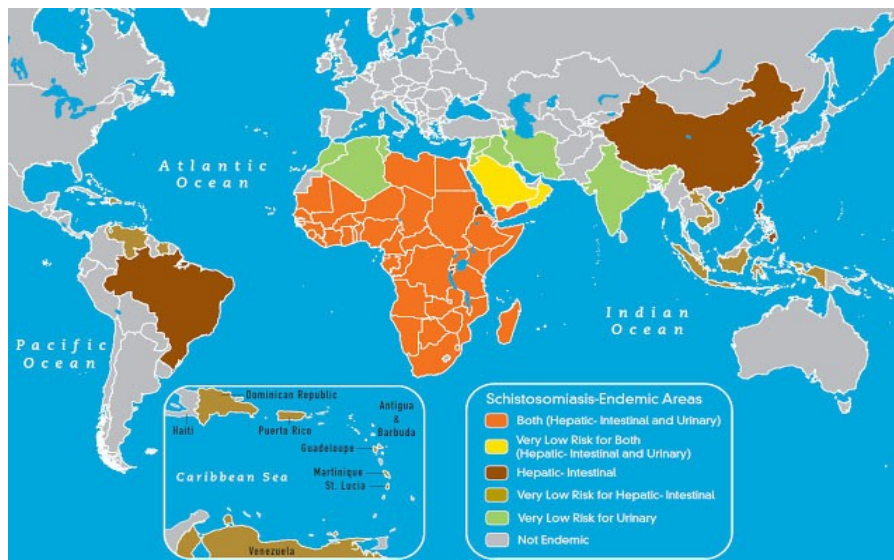 Atlantic
Ocean
Pacific
Ocean
Indian
Ocean
Dominican Republic
Haiti
Puerto Rico
Antigua
&
Barbuda
Guadeloupe
Martinique
St. Lucia
Caribbean Sea
Venezuela
Schistosomiasis-Endemic Areas
Both (Hepatic- Intestinal and Urinary)
Very Low Risk for Both
(Hepatic- Intestinal and Urinary)
Hepatic- Intestinal
Very Low Risk for Hepatic- Intestinal
Very Low Risk for Urinary
Not Endemic